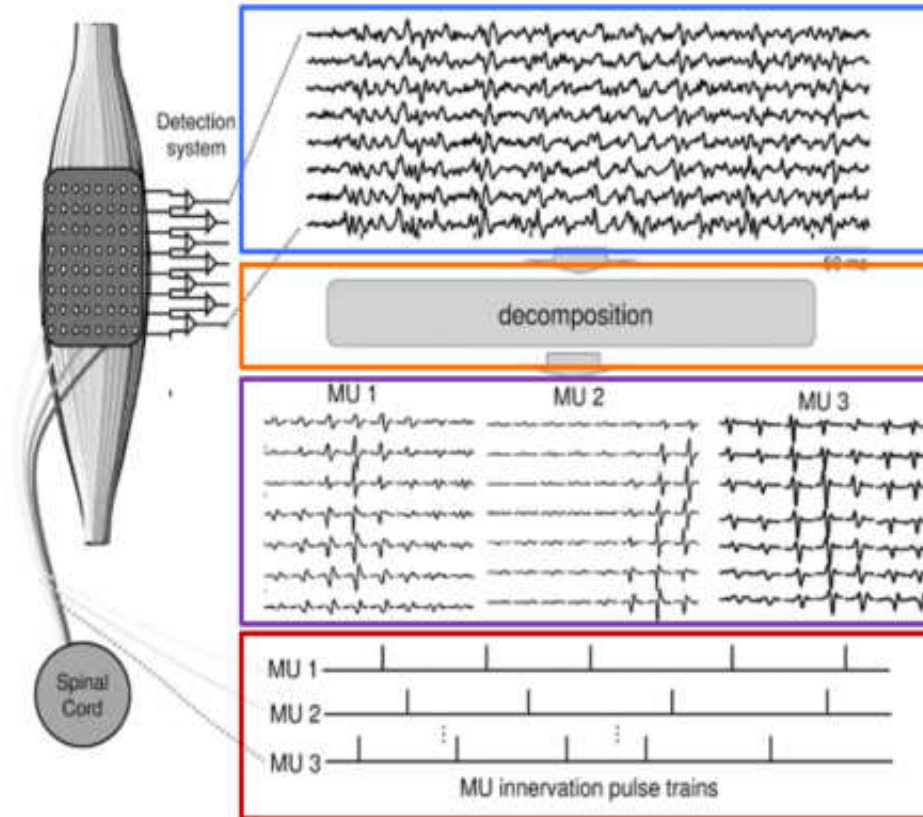 Detection
system
decomposition
MU 1
MU 2
MU 3
MU 1
MU 2
MU 3
Spinal
Cord
MU innervation pulse trains